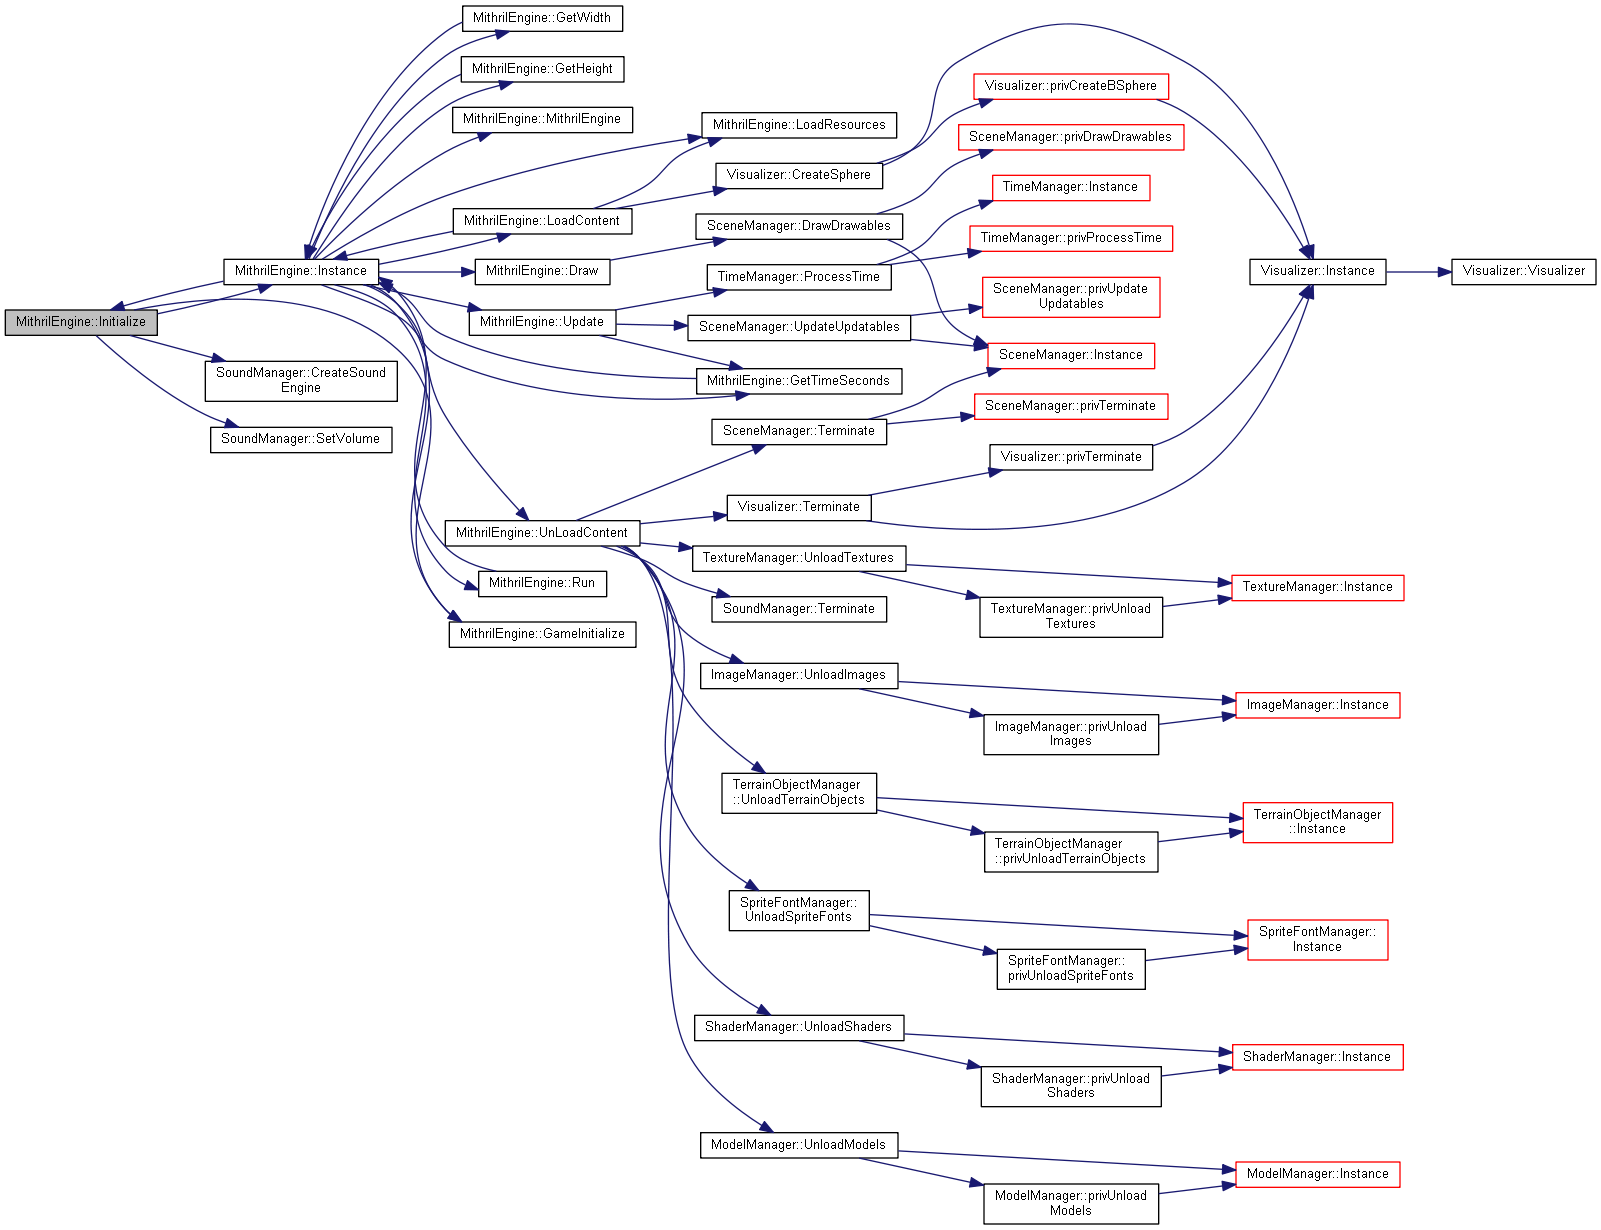 MithrilEngine::Initialize
MithrilEngine::Instance
SoundManager::CreateSound
Engine
SoundManager::SetVolume
MithrilEngine::GetWidth
MithrilEngine::GetHeight
MithrilEngine::MithrilEngine
MithrilEngine::LoadContent
MithrilEngine::Draw
MithrilEngine::Update
MithrilEngine::UnLoadContent
MithrilEngine::Run
MithrilEngine::GameInitialize
MithrilEngine::LoadResources
Visualizer::CreateSphere
SceneManager::DrawDrawables
TimeManager::ProcessTime
SceneManager::UpdateUpdatables
MithrilEngine::GetTimeSeconds
SceneManager::Terminate
Visualizer::Terminate
TextureManager::UnloadTextures
SoundManager::Terminate
ImageManager::UnloadImages
TerrainObjectManager
::UnloadTerrainObjects
SpriteFontManager::
UnloadSpriteFonts
ShaderManager::UnloadShaders
ModelManager::UnloadModels
Visualizer::privCreateBSphere
SceneManager::privDrawDrawables
TimeManager::Instance
TimeManager::privProcessTime
SceneManager::privUpdate
Updatables
SceneManager::Instance
SceneManager::privTerminate
Visualizer::privTerminate
TextureManager::privUnload
Textures
ImageManager::privUnload
Images
TerrainObjectManager
::privUnloadTerrainObjects
SpriteFontManager::
privUnloadSpriteFonts
ShaderManager::privUnload
Shaders
ModelManager::privUnload
Models
Visualizer::Instance
TextureManager::Instance
ImageManager::Instance
TerrainObjectManager
::Instance
SpriteFontManager::
Instance
ShaderManager::Instance
ModelManager::Instance
Visualizer::Visualizer